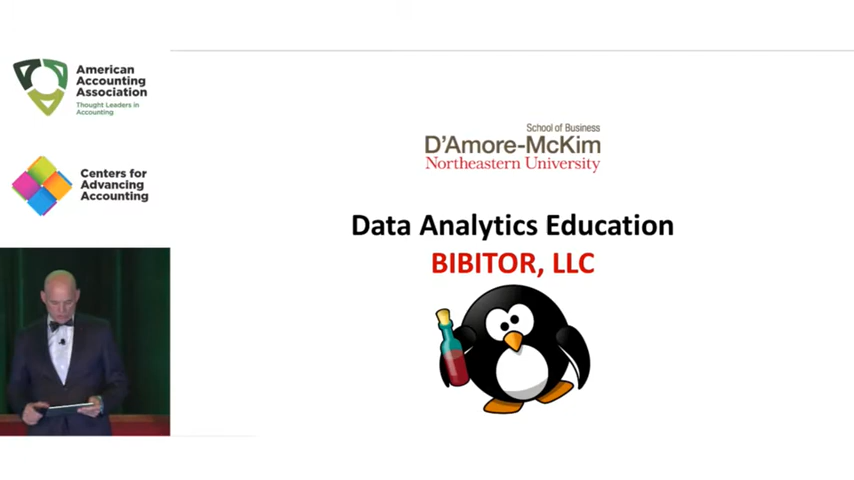 American
Accounting
Association
Thought Leaders in
Accounting
Centers for
Advancing
Accounting
School of Business
D'Amore-McKim
Northeastern University
Data Analytics Education
BIBITOR, LLC